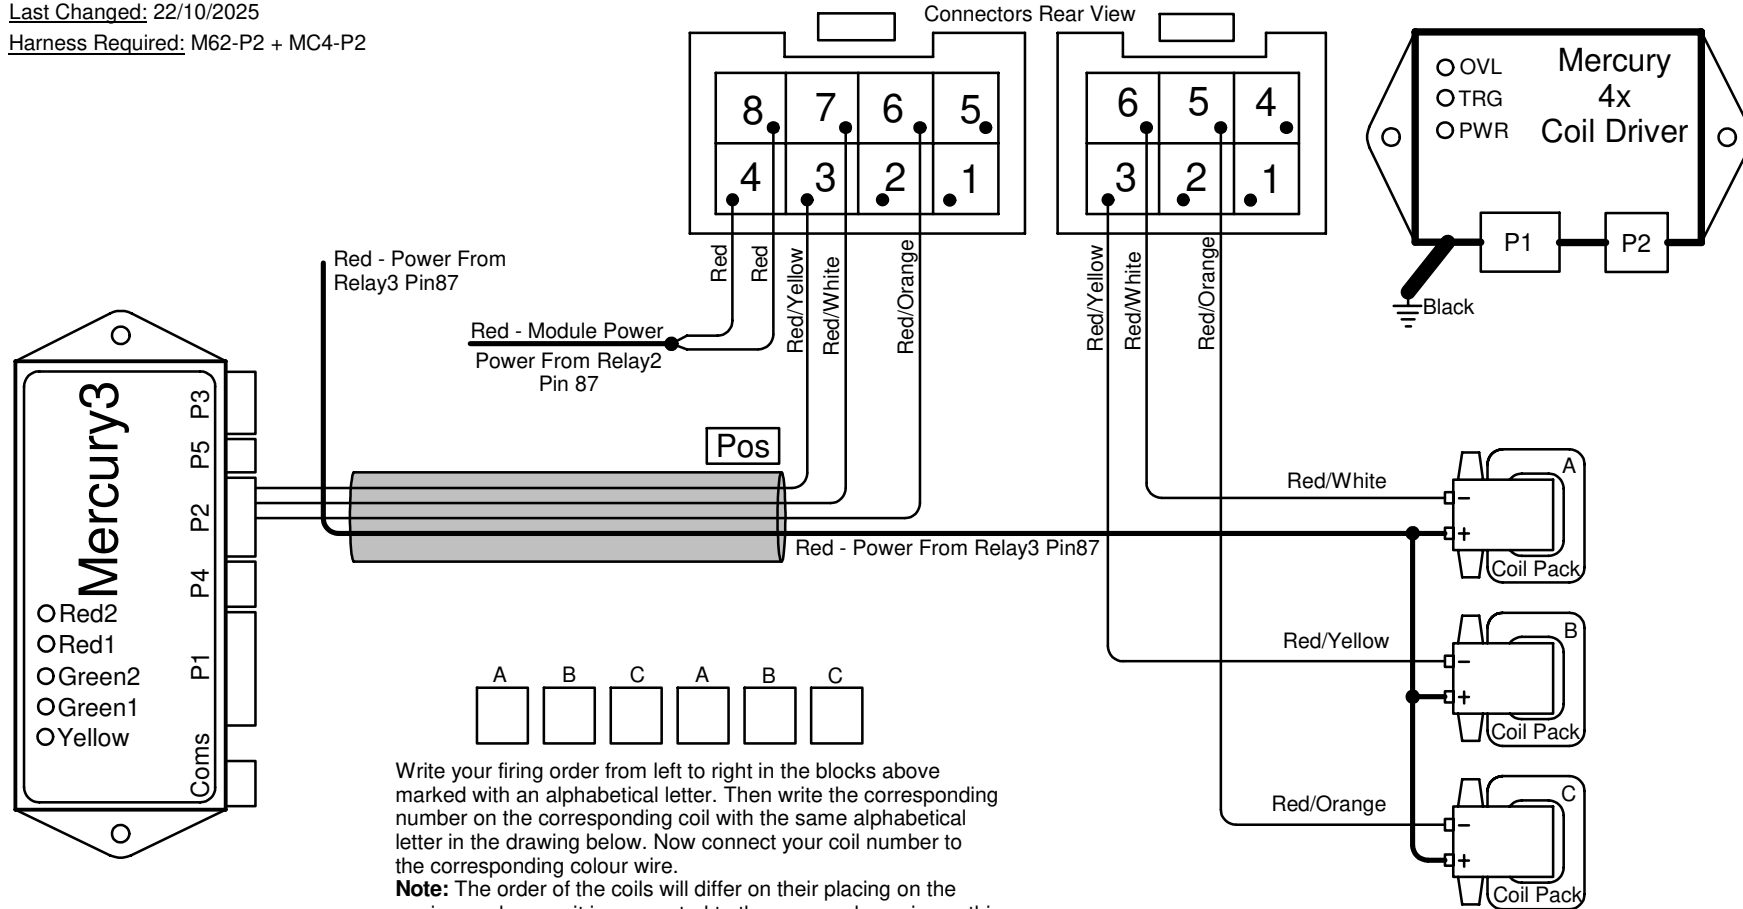 Last Changed: 22/10/2025
Harness Required: M62-P2 + MC4-P2
Connectors Rear View
8 7 6 5
4 3 2 1
6 5 4
3 2 1
OVL
TRG
PWR
Mercury
4x
Coil Driver
P1
P2
Black
Red
Red
Red/Yellow
Red/White
Red/Orange
Red/Yellow
Red/White
Red/Orange
Red - Power From
Relay3 Pin87
Red - Module Power
Power From Relay2
Pin 87
Pos
Red - Power From Relay3 Pin87
Mercury3
P3
P5
P2
P4
P1
Coms
Red2
Red1
Green2
Green1
Yellow
Red/White
A
−
+
Coil Pack
Red/Yellow
B
−
+
Coil Pack
Red/Orange
C
−
+
Coil Pack
A B C A B C
Write your firing order from left to right in the blocks above
marked with an alphabetical letter. Then write the corresponding
number on the corresponding coil with the same alphabetical
letter in the drawing below. Now connect your coil number to
the corresponding colour wire.
Note: The order of the coils will differ on their placing on the